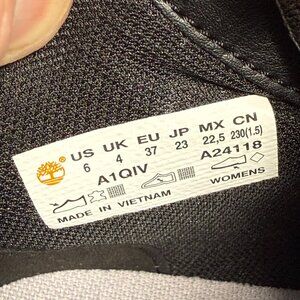 US UK EU JP MX CN
6 4 37 23 22,5 230(1.5)
A1QIV A24118
MADE IN VIETNAM WOMENS